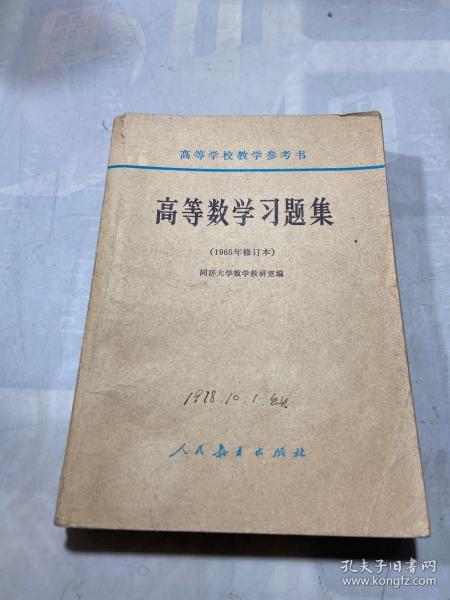 高等学校教学参考书
高等数学习题集
(1965年修订本)
同济大学数学教研室编
1978.10.1.
人民教育出版社
孔夫子旧书网
www.kongfz.com